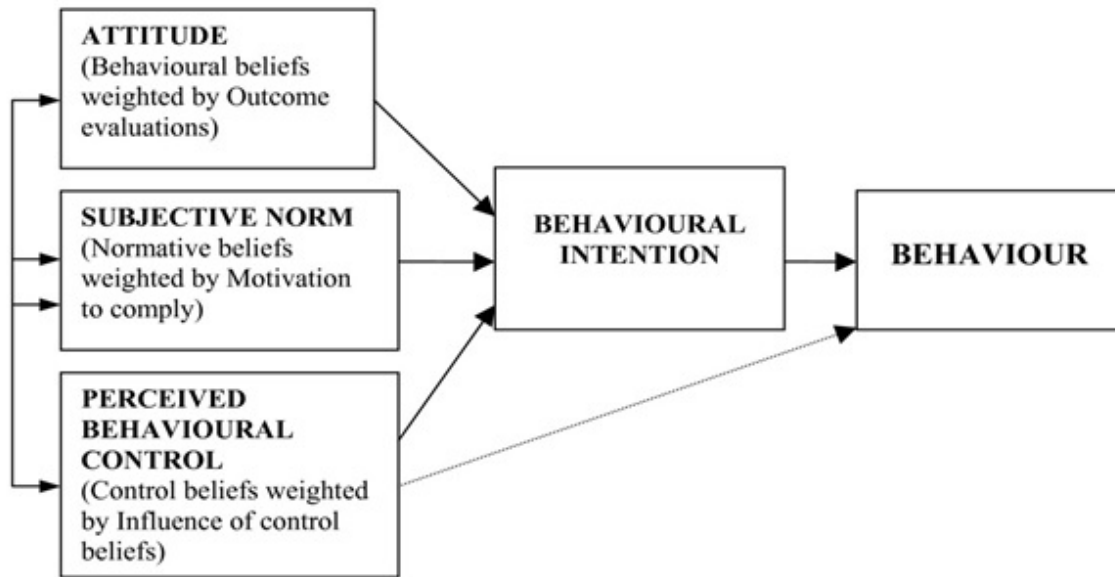 ATTITUDE
(Behavioural beliefs
weighted by Outcome
evaluations)
SUBJECTIVE NORM
(Normative beliefs
weighted by Motivation
to comply)
PERCEIVED
BEHAVIOURAL
CONTROL
(Control beliefs weighted
by Influence of control
beliefs)
BEHAVIOURAL
INTENTION
BEHAVIOUR